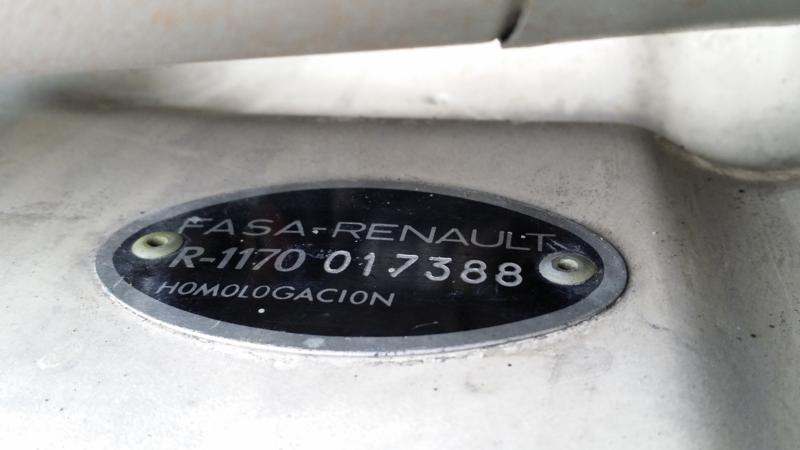 FASA-RENAULT
R-1170 017388
HOMOLOGACION